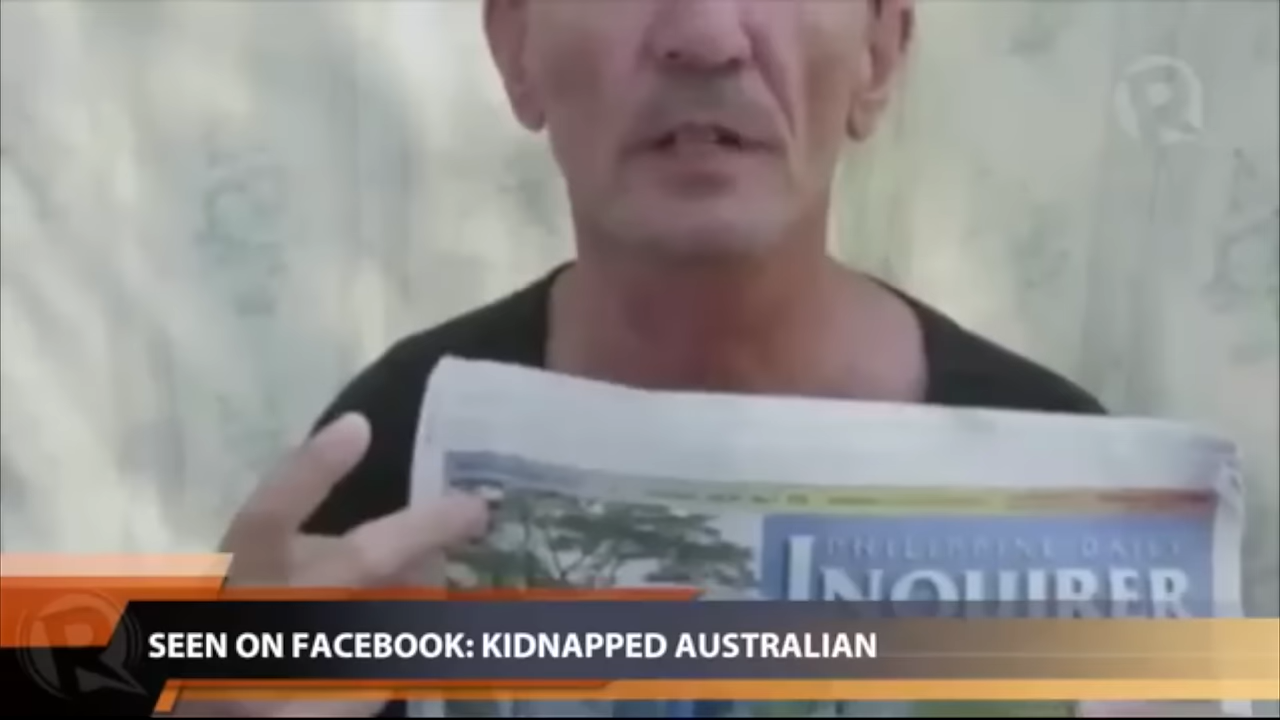 PHILIPPINE DAILY
INQUIRER
SEEN ON FACEBOOK: KIDNAPPED AUSTRALIAN